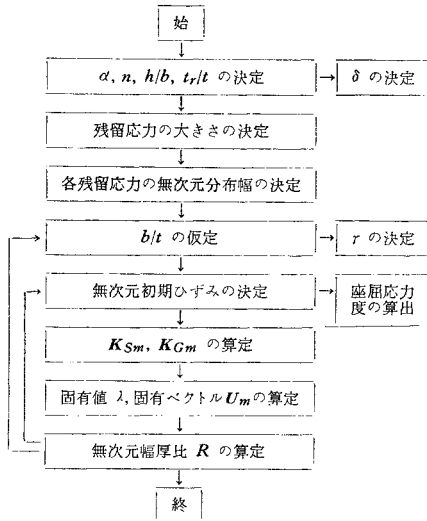 始
α, n, h/b, t_r/t の決定
δ の決定
残留応力の大きさの決定
各残留応力の無次元分布幅の決定
b/t の仮定
γ の決定
無次元初期ひずみの決定
座屈応力
度の算出
K_Sm, K_Gm の算定
固有値 λ, 固有ベクトル U_m の算定
無次元幅厚比 R の算定
終